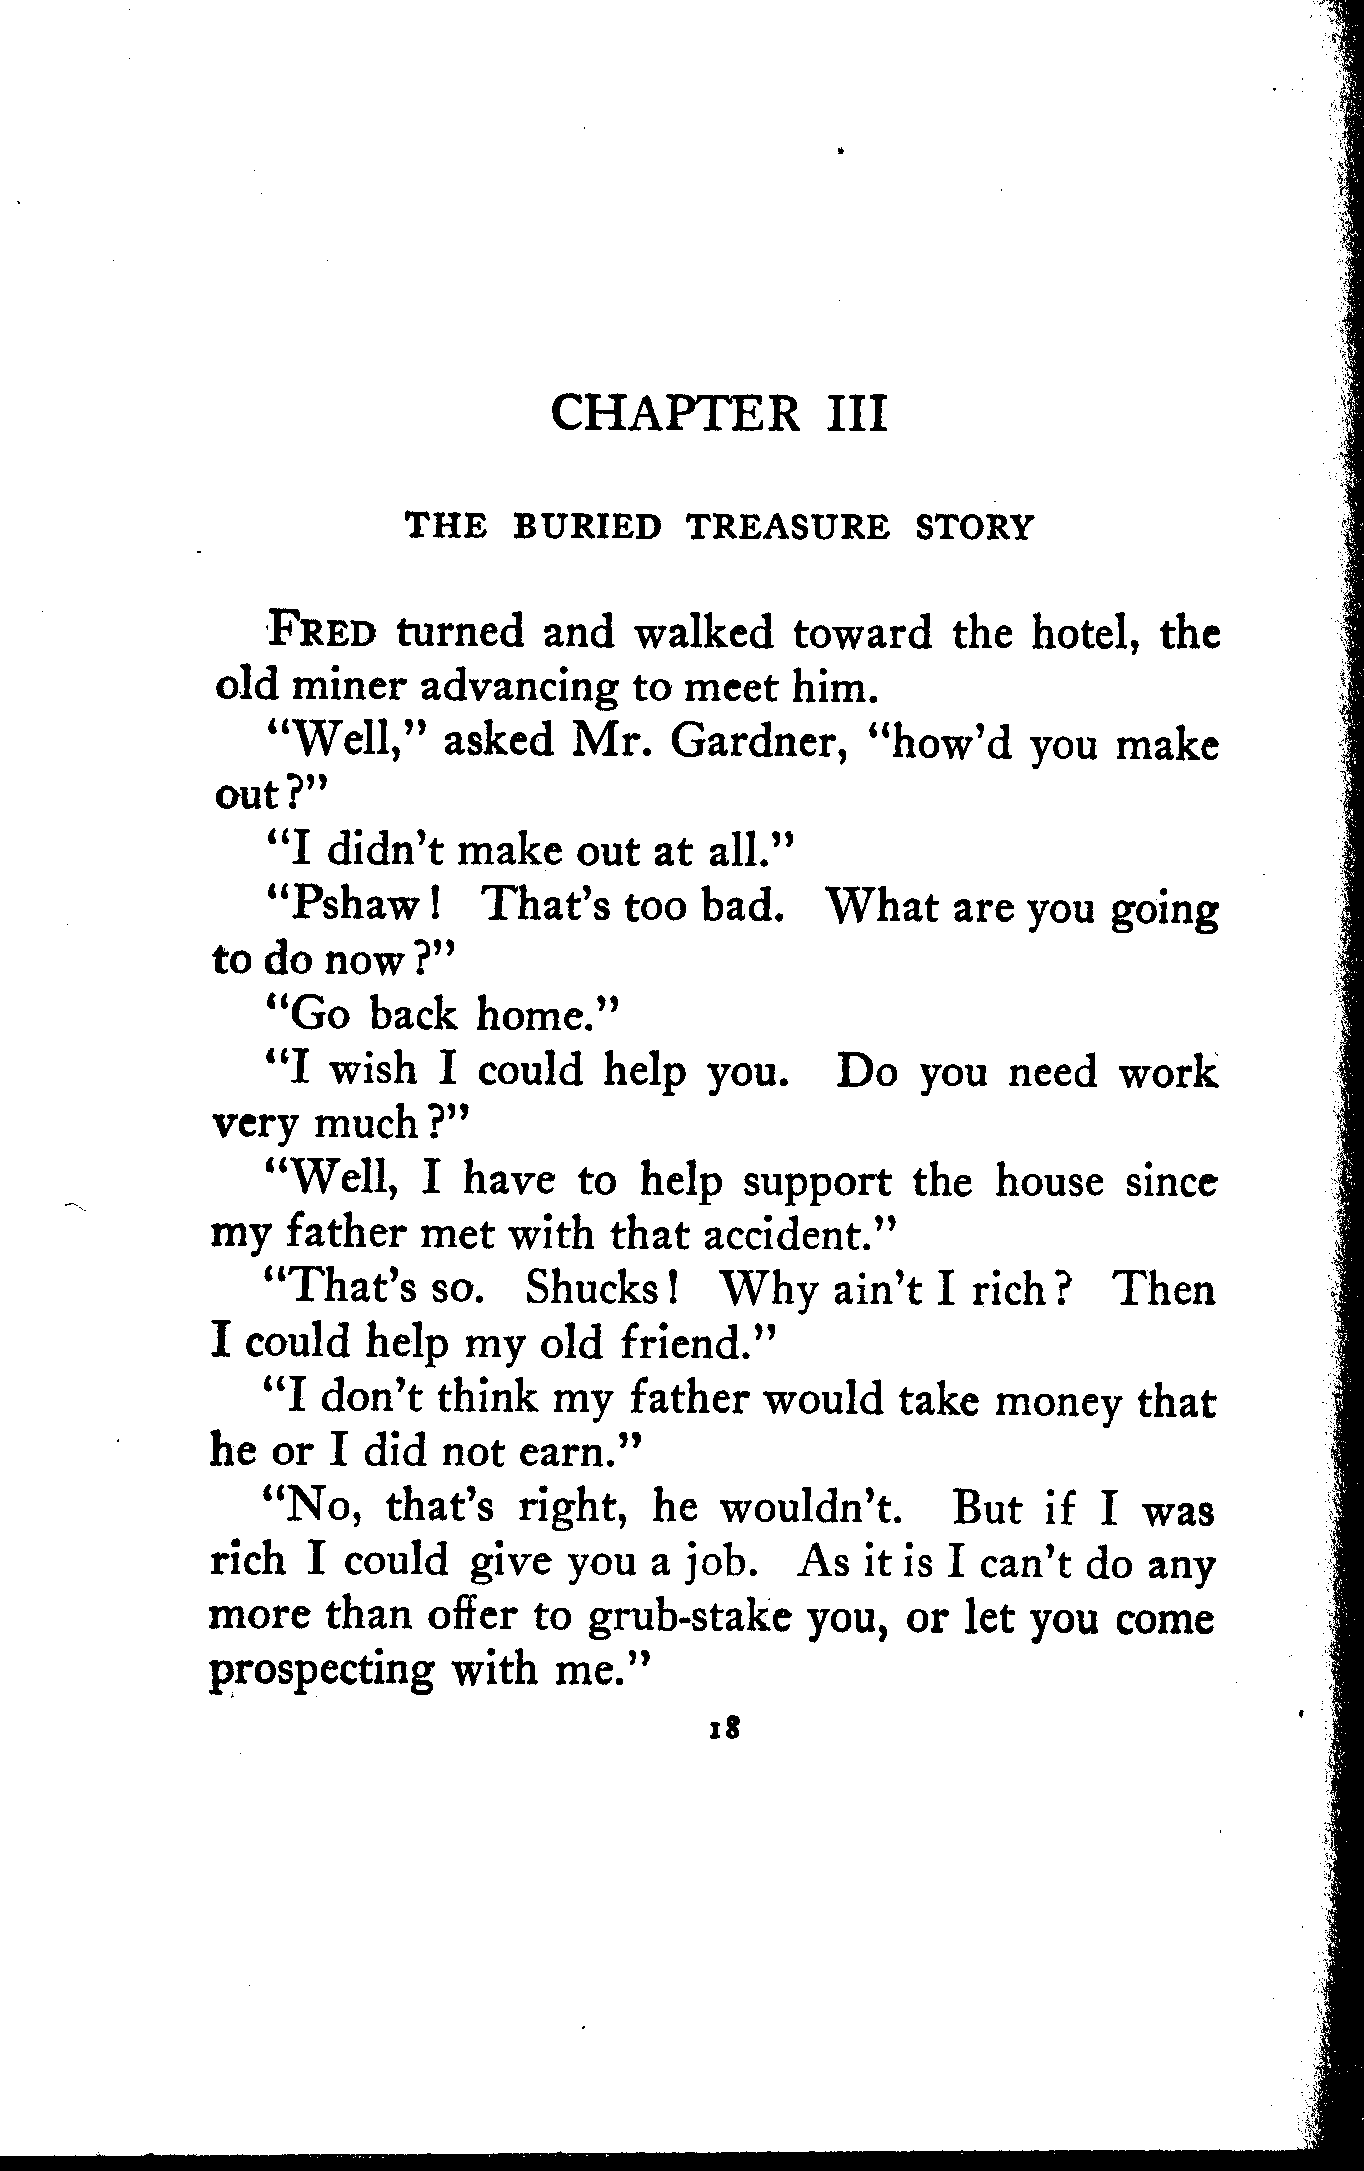 CHAPTER III
THE BURIED TREASURE STORY
FRED turned and walked toward the hotel, the
old miner advancing to meet him.
"Well," asked Mr. Gardner, "how'd you make
out?"
"I didn't make out at all."
"Pshaw! That's too bad. What are you going
to do now?"
"Go back home."
"I wish I could help you. Do you need work
very much?"
"Well, I have to help support the house since
my father met with that accident."
"That's so. Shucks! Why ain't I rich? Then
I could help my old friend."
"I don't think my father would take money that
he or I did not earn."
"No, that's right, he wouldn't. But if I was
rich I could give you a job. As it is I can't do any
more than offer to grub-stake you, or let you come
prospecting with me."
18